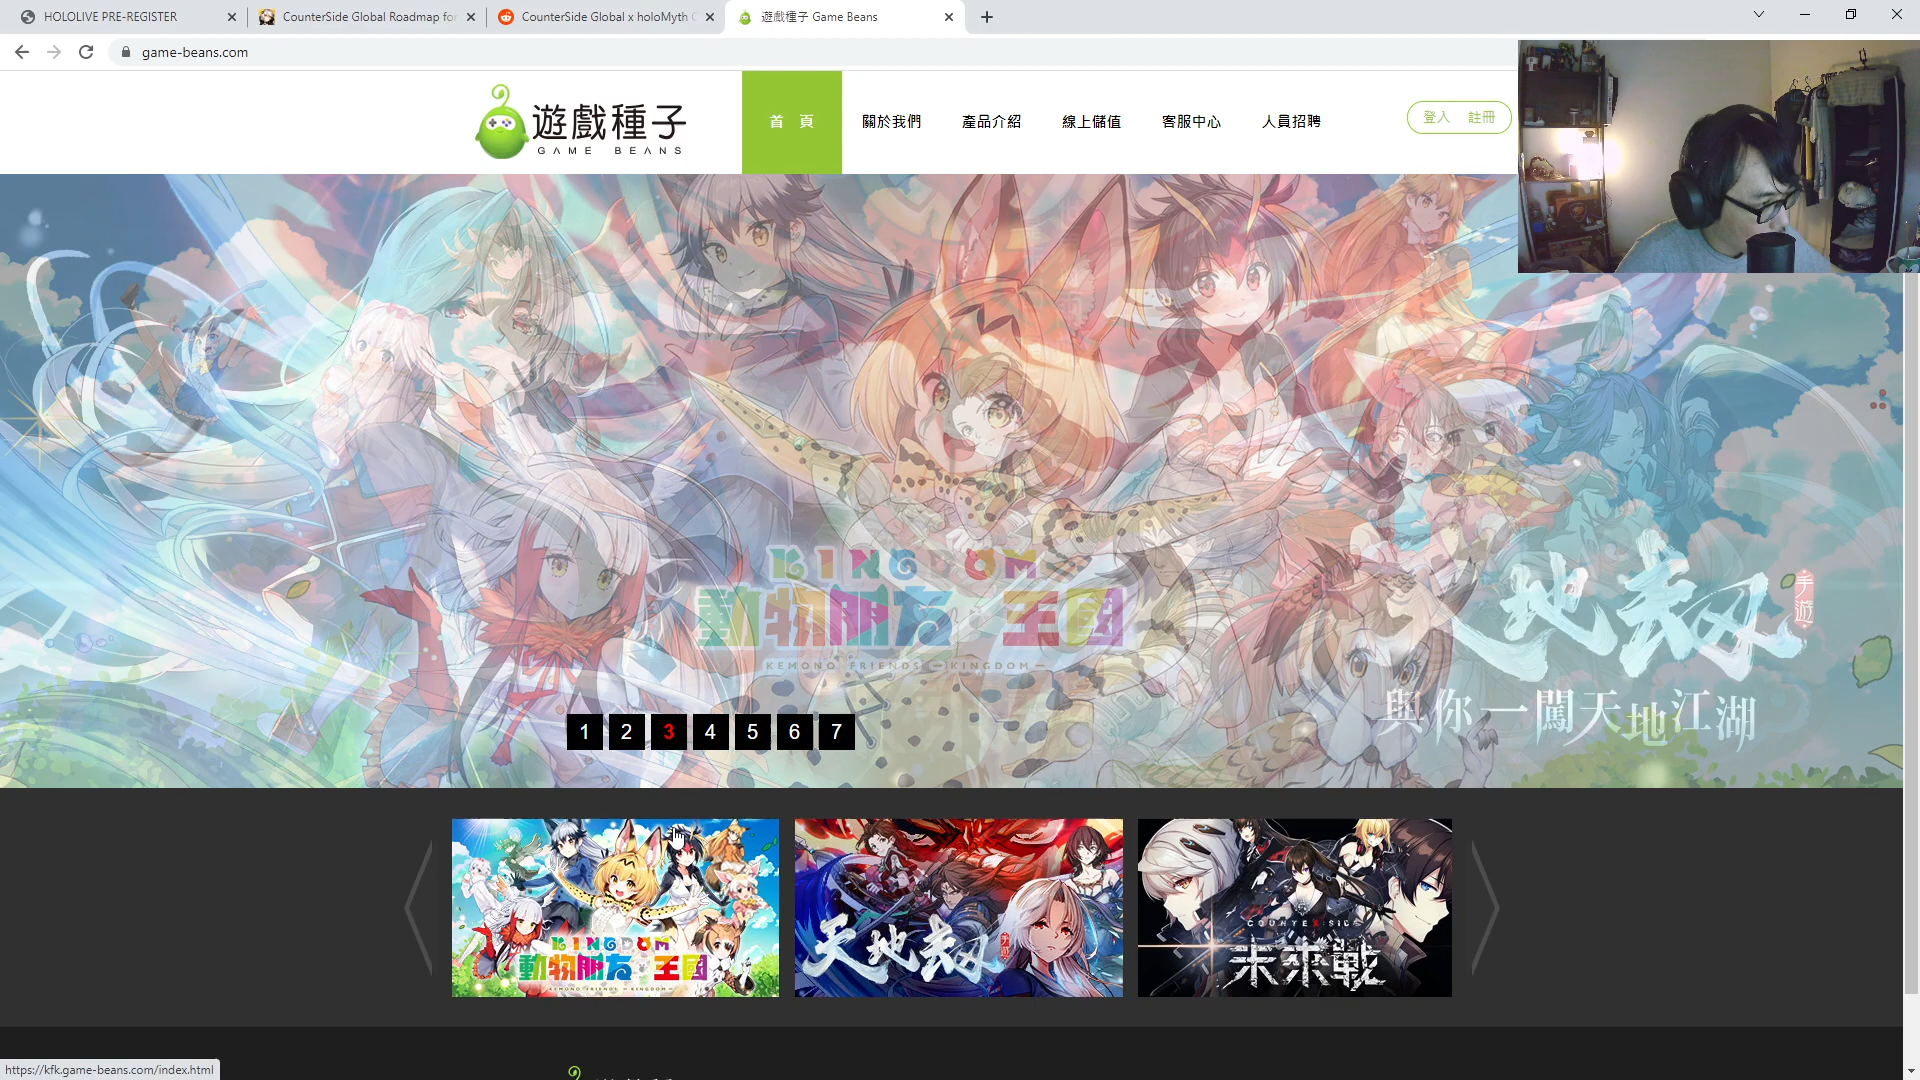 HOLOLIVE PRE-REGISTER
CounterSide Global Roadmap for
CounterSide Global x holoMyth C
遊戲種子 Game Beans
game-beans.com
遊戲種子
GAME BEANS
首 頁
關於我們
產品介紹
線上儲值
客服中心
人員招聘
登入 註冊
KINGDOM
動物朋友 王國
KEMONO FRIENDS -KINGDOM-
天地劫
手遊
與你一闖天地江湖
1 2 3 4 5 6 7
KINGDOM
動物朋友 王國
KEMONO FRIENDS -KINGDOM-
天地劫
COUNTER:SIDE
未來戰
https://kfk.game-beans.com/index.html